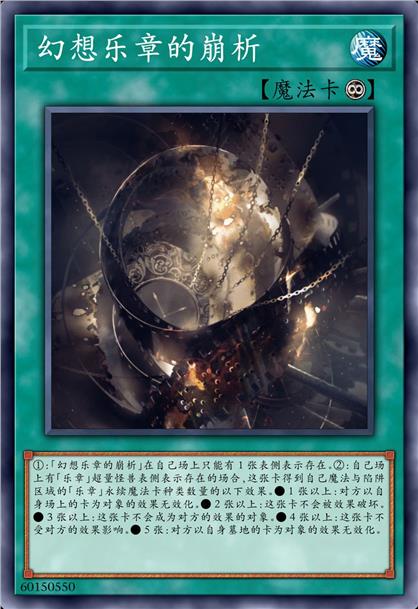 幻想乐章的崩析
魔
【魔法卡♾】
①:「幻想乐章的崩析」在自己场上只能有1张表侧表示存在。②:自己场
上有「乐章」超量怪兽表侧表示存在的场合,这张卡得到自己魔法与陷阱
区域的「乐章」永续魔法卡种类数量的以下效果。●1张以上:对方以自
身场上的卡为对象的效果无效化。●2张以上:这张卡不会被效果破坏。
●3张以上:这张卡不会成为对方的效果的对象。●4张以上:这张卡不
受对方的效果影响。●5张:对方以自身墓地的卡为对象的效果无效化。
60150550